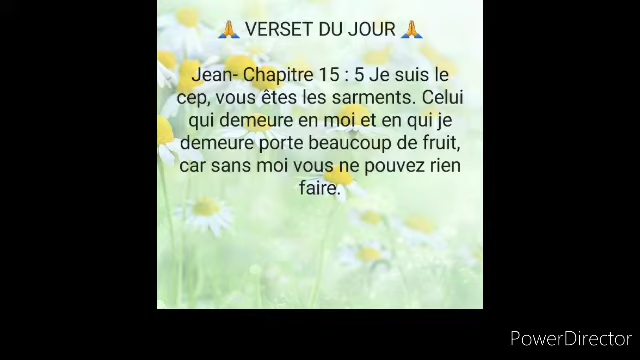 🙏 VERSET DU JOUR 🙏
Jean- Chapitre 15 : 5 Je suis le
cep, vous êtes les sarments. Celui
qui demeure en moi et en qui je
demeure porte beaucoup de fruit,
car sans moi vous ne pouvez rien
faire.
PowerDirector